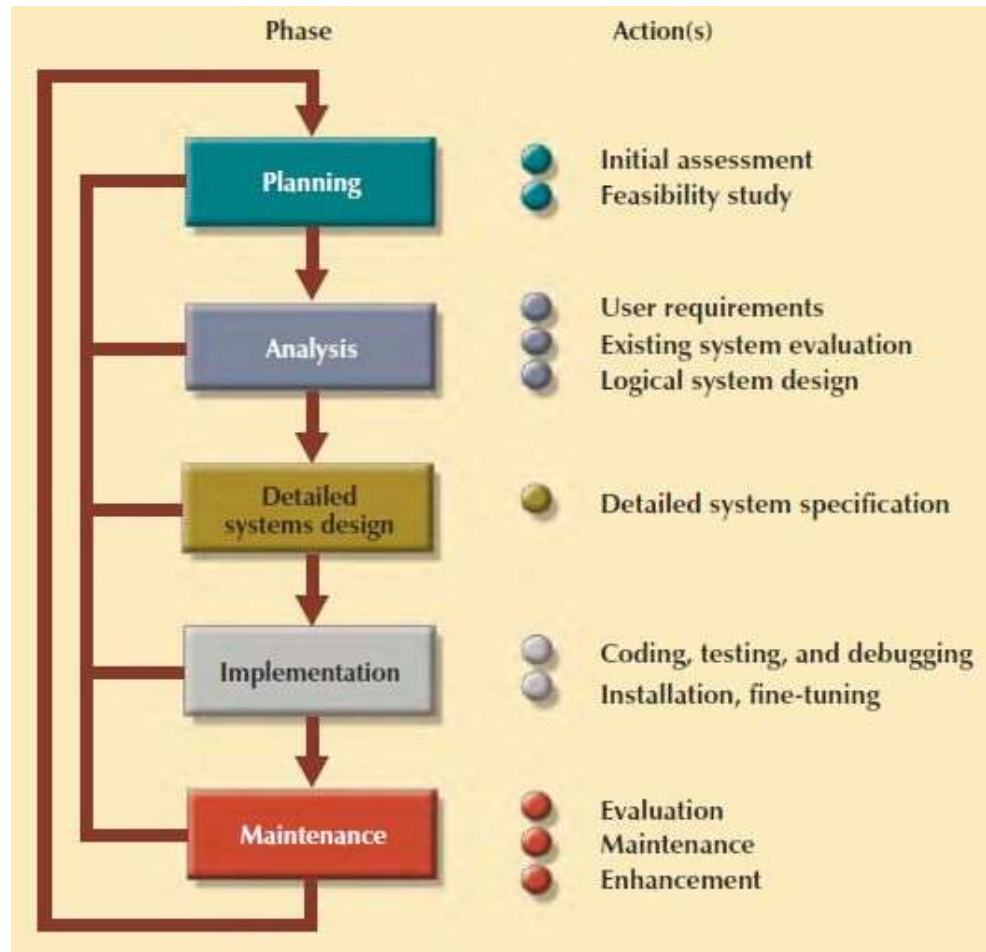 Phase
Action(s)
Planning
Initial assessment
Feasibility study
Analysis
User requirements
Existing system evaluation
Logical system design
Detailed
systems design
Detailed system specification
Implementation
Coding, testing, and debugging
Installation, fine-tuning
Maintenance
Evaluation
Maintenance
Enhancement